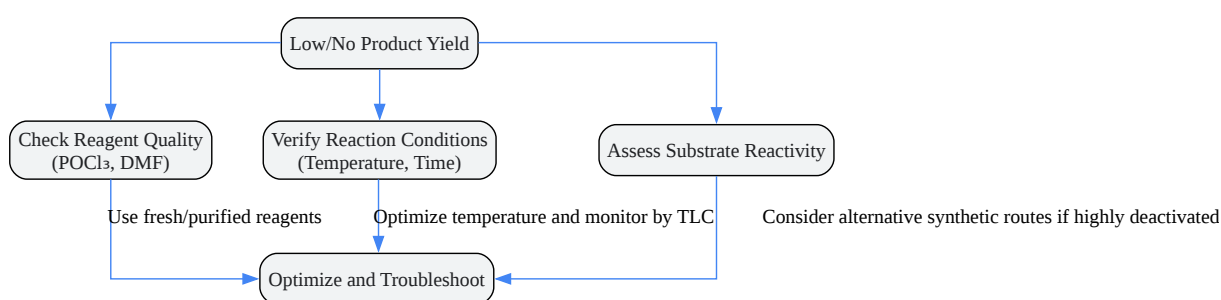 Low/No Product Yield
Check Reagent Quality
(POCl₃, DMF)
Verify Reaction Conditions
(Temperature, Time)
Assess Substrate Reactivity
Use fresh/purified reagents
Optimize temperature and monitor by TLC
Consider alternative synthetic routes if highly deactivated
Optimize and Troubleshoot